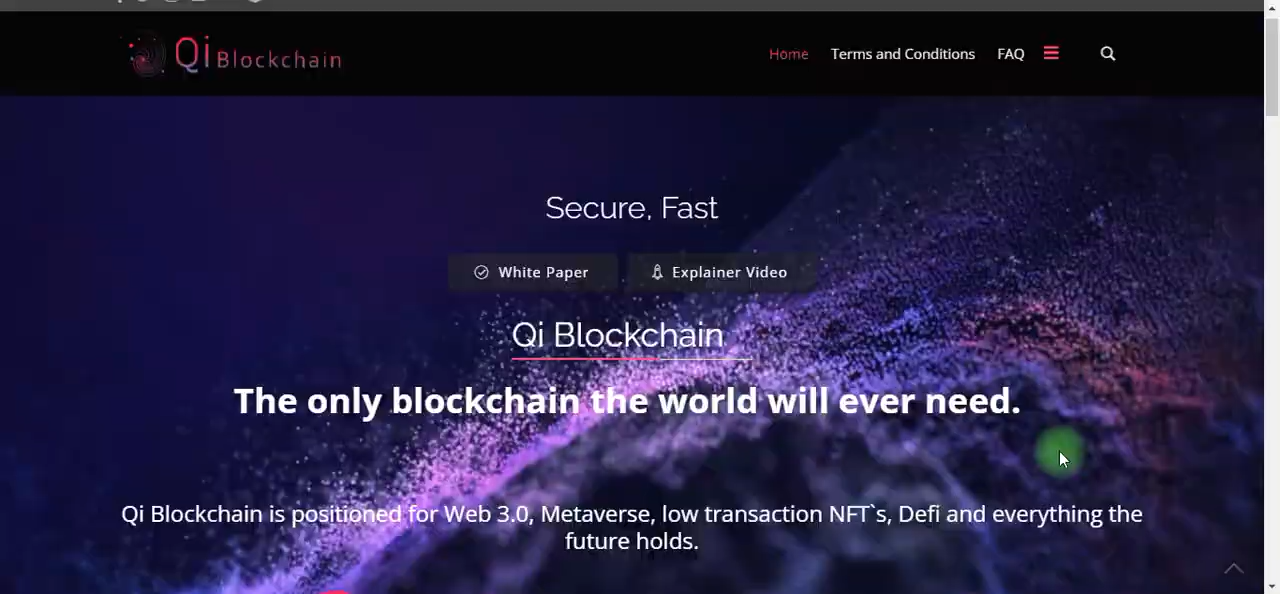 Qi Blockchain
Home Terms and Conditions FAQ
Secure, Fast
White Paper Explainer Video
Qi Blockchain
The only blockchain the world will ever need.
Qi Blockchain is positioned for Web 3.0, Metaverse, low transaction NFT`s, Defi and everything the
future holds.